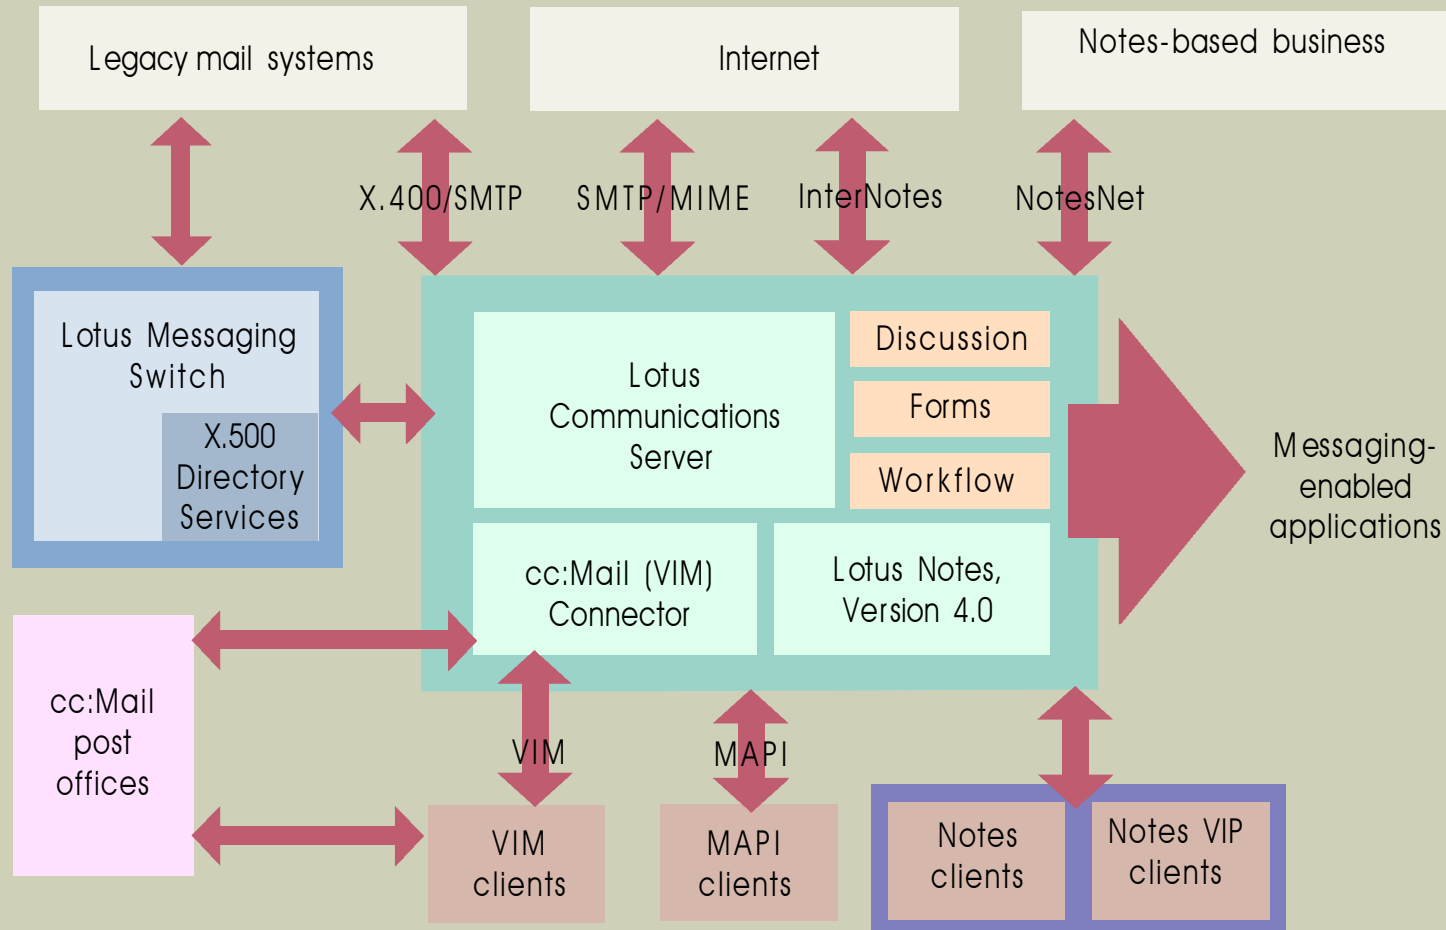 Legacy mail systems
Internet
Notes-based business
X.400/SMTP
SMTP/MIME
InterNotes
NotesNet
Lotus Messaging
Switch
X.500
Directory
Services
Lotus
Communications
Server
Discussion
Forms
Workflow
Messaging-
enabled
applications
cc:Mail (VIM)
Connector
Lotus Notes,
Version 4.0
cc:Mail
post
offices
VIM
MAPI
VIM
clients
MAPI
clients
Notes
clients
Notes VIP
clients